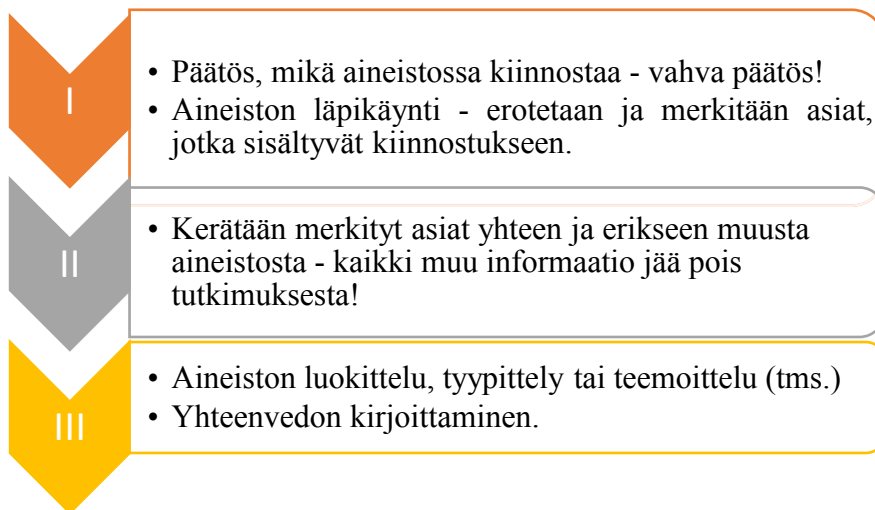 I
• Päätös, mikä aineistossa kiinnostaa - vahva päätös!
• Aineiston läpikäynti - erotetaan ja merkitään asiat,
jotka sisältyvät kiinnostukseen.
II
• Kerätään merkityt asiat yhteen ja erikseen muusta
aineistosta - kaikki muu informaatio jää pois
tutkimuksesta!
III
• Aineiston luokittelu, tyypittely tai teemoittelu (tms.)
• Yhteenvedon kirjoittaminen.